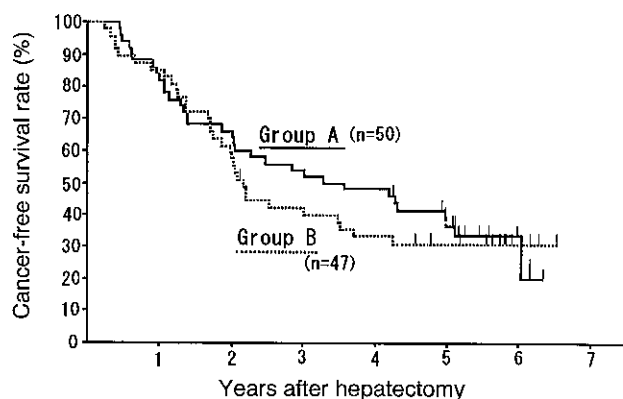 Cancer-free survival rate (%)
100
90
80
70
60
50
40
30
20
10
0
Group A (n=50)
Group B
(n=47)
1 2 3 4 5 6 7
Years after hepatectomy